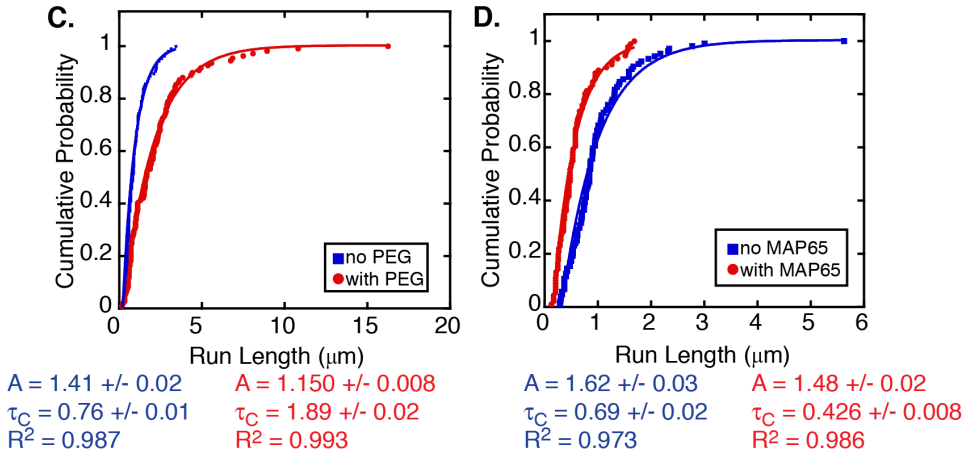 C.
Cumulative Probability
1
0.8
0.6
0.4
0.2
0
0 5 10 15 20
Run Length (μm)
no PEG
with PEG
A = 1.41 +/- 0.02
τC = 0.76 +/- 0.01
R² = 0.987
A = 1.150 +/- 0.008
τC = 1.89 +/- 0.02
R² = 0.993
D.
Cumulative Probability
1
0.8
0.6
0.4
0.2
0
0 1 2 3 4 5 6
Run Length (μm)
no MAP65
with MAP65
A = 1.62 +/- 0.03
τC = 0.69 +/- 0.02
R² = 0.973
A = 1.48 +/- 0.02
τC = 0.426 +/- 0.008
R² = 0.986